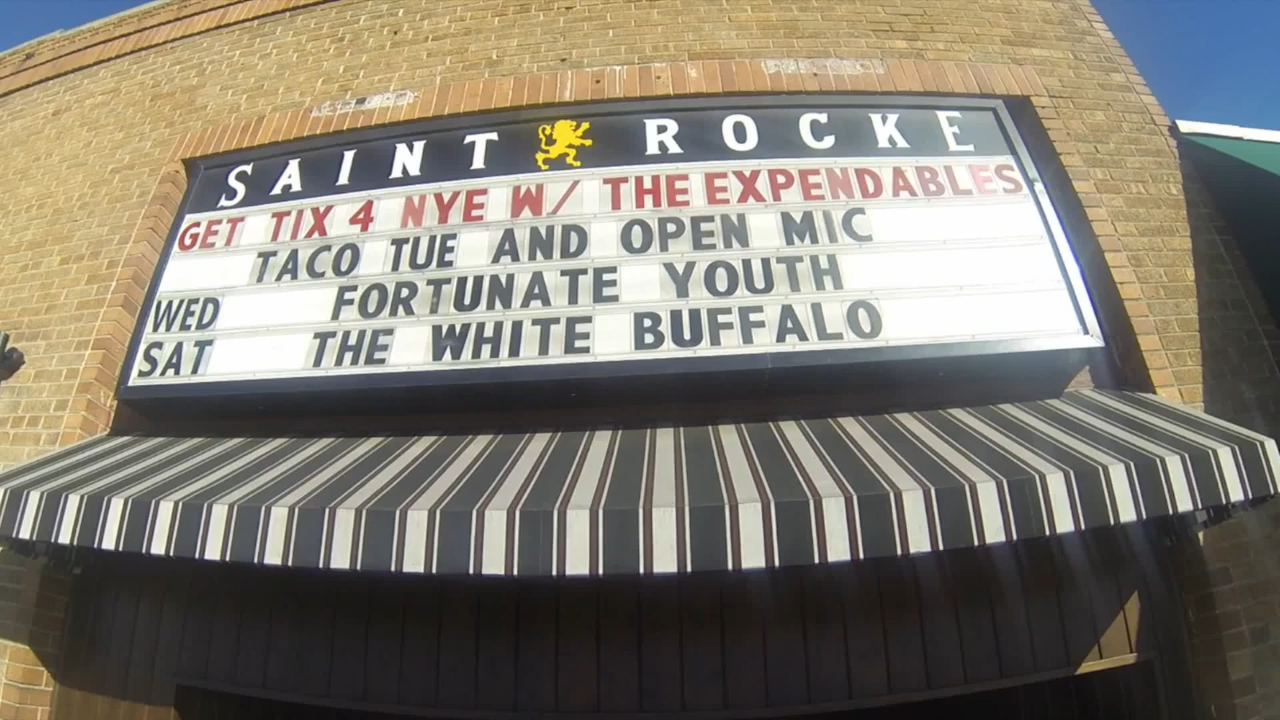 SAINT ROCKE
GET TIX 4 NYE W/ THE EXPENDABLES
TACO TUE AND OPEN MIC
WED FORTUNATE YOUTH
SAT THE WHITE BUFFALO